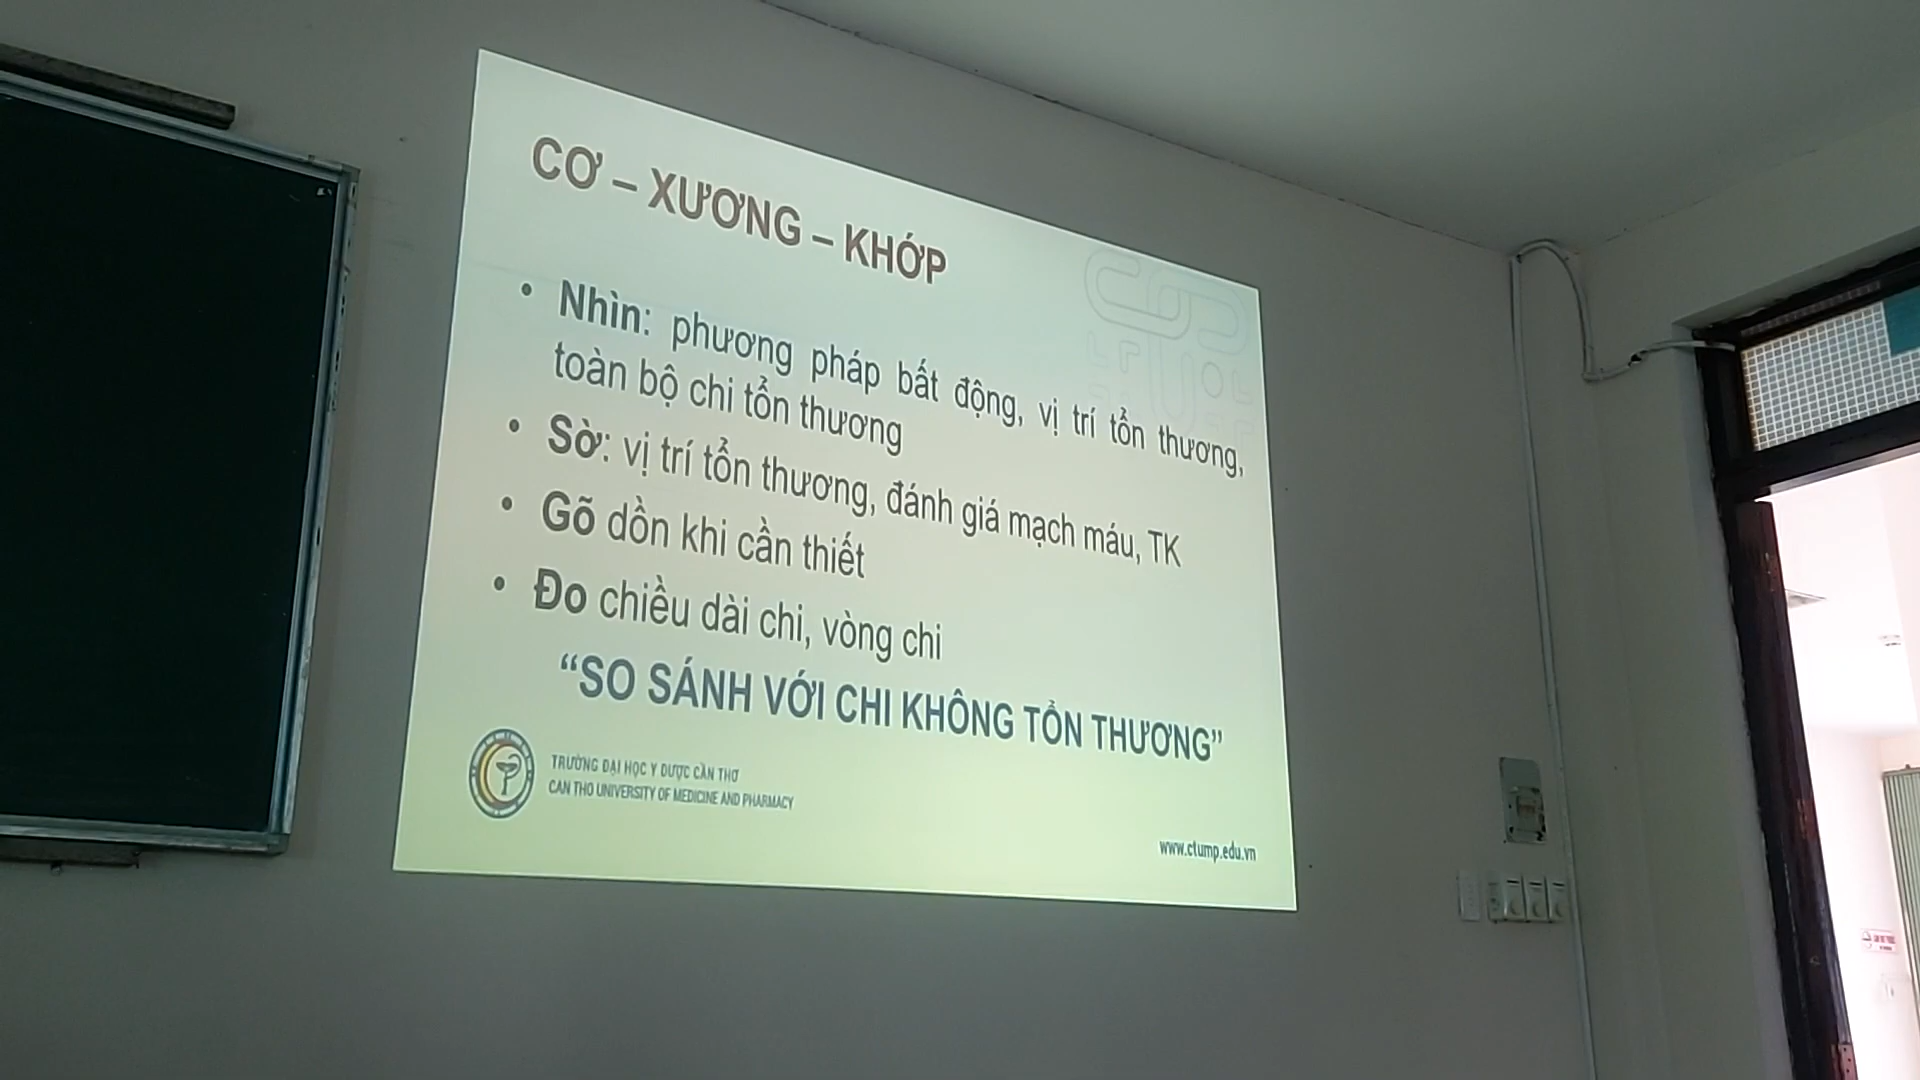 CƠ – XƯƠNG – KHỚP
• Nhìn: phương pháp bất động, vị trí tổn thương,
toàn bộ chi tổn thương
• Sờ: vị trí tổn thương, đánh giá mạch máu, TK
• Gõ dồn khi cần thiết
• Đo chiều dài chi, vòng chi
“SO SÁNH VỚI CHI KHÔNG TỔN THƯƠNG”
TRƯỜNG ĐẠI HỌC Y DƯỢC CẦN THƠ
CAN THO UNIVERSITY OF MEDICINE AND PHARMACY
www.ctump.edu.vn